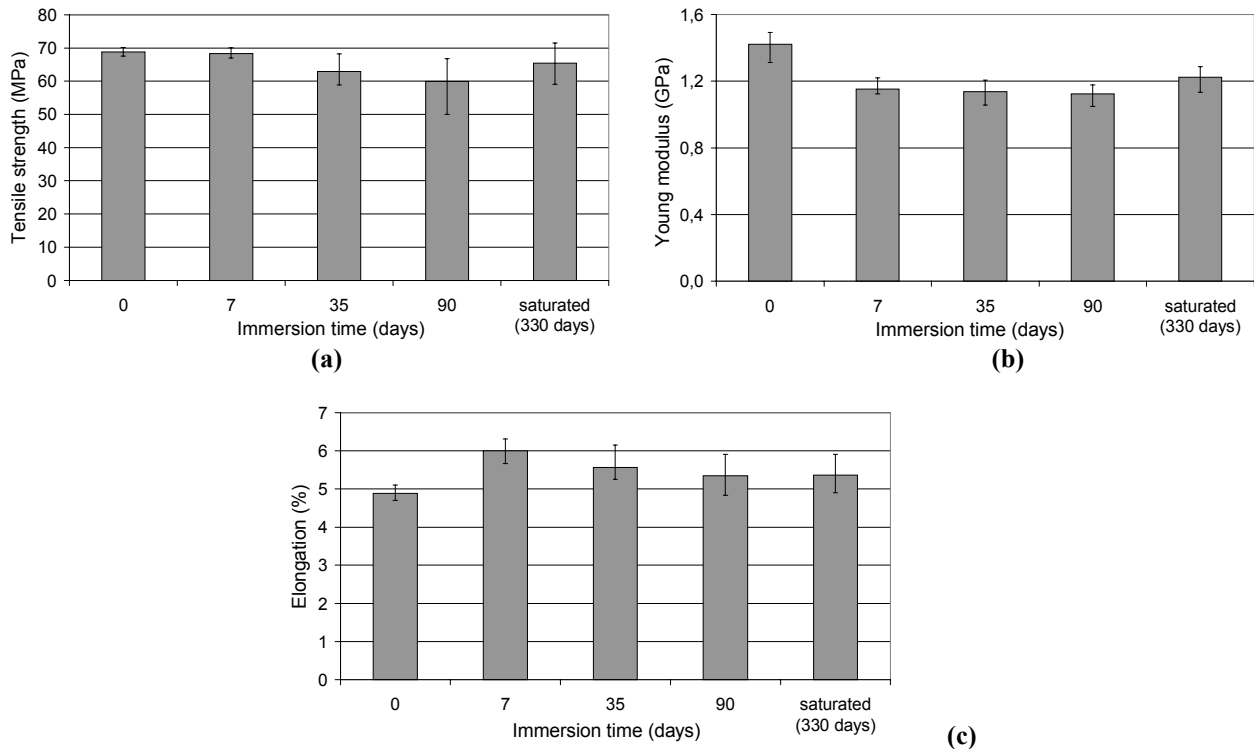 Tensile strength (MPa)
80
70
60
50
40
30
20
10
0
0 7 35 90 saturated
(330 days)
Immersion time (days)
(a)
Young modulus (GPa)
1,6
1,2
0,8
0,4
0,0
0 7 35 90 saturated
(330 days)
Immersion time (days)
(b)
Elongation (%)
7
6
5
4
3
2
1
0
0 7 35 90 saturated
(330 days)
Immersion time (days)
(c)